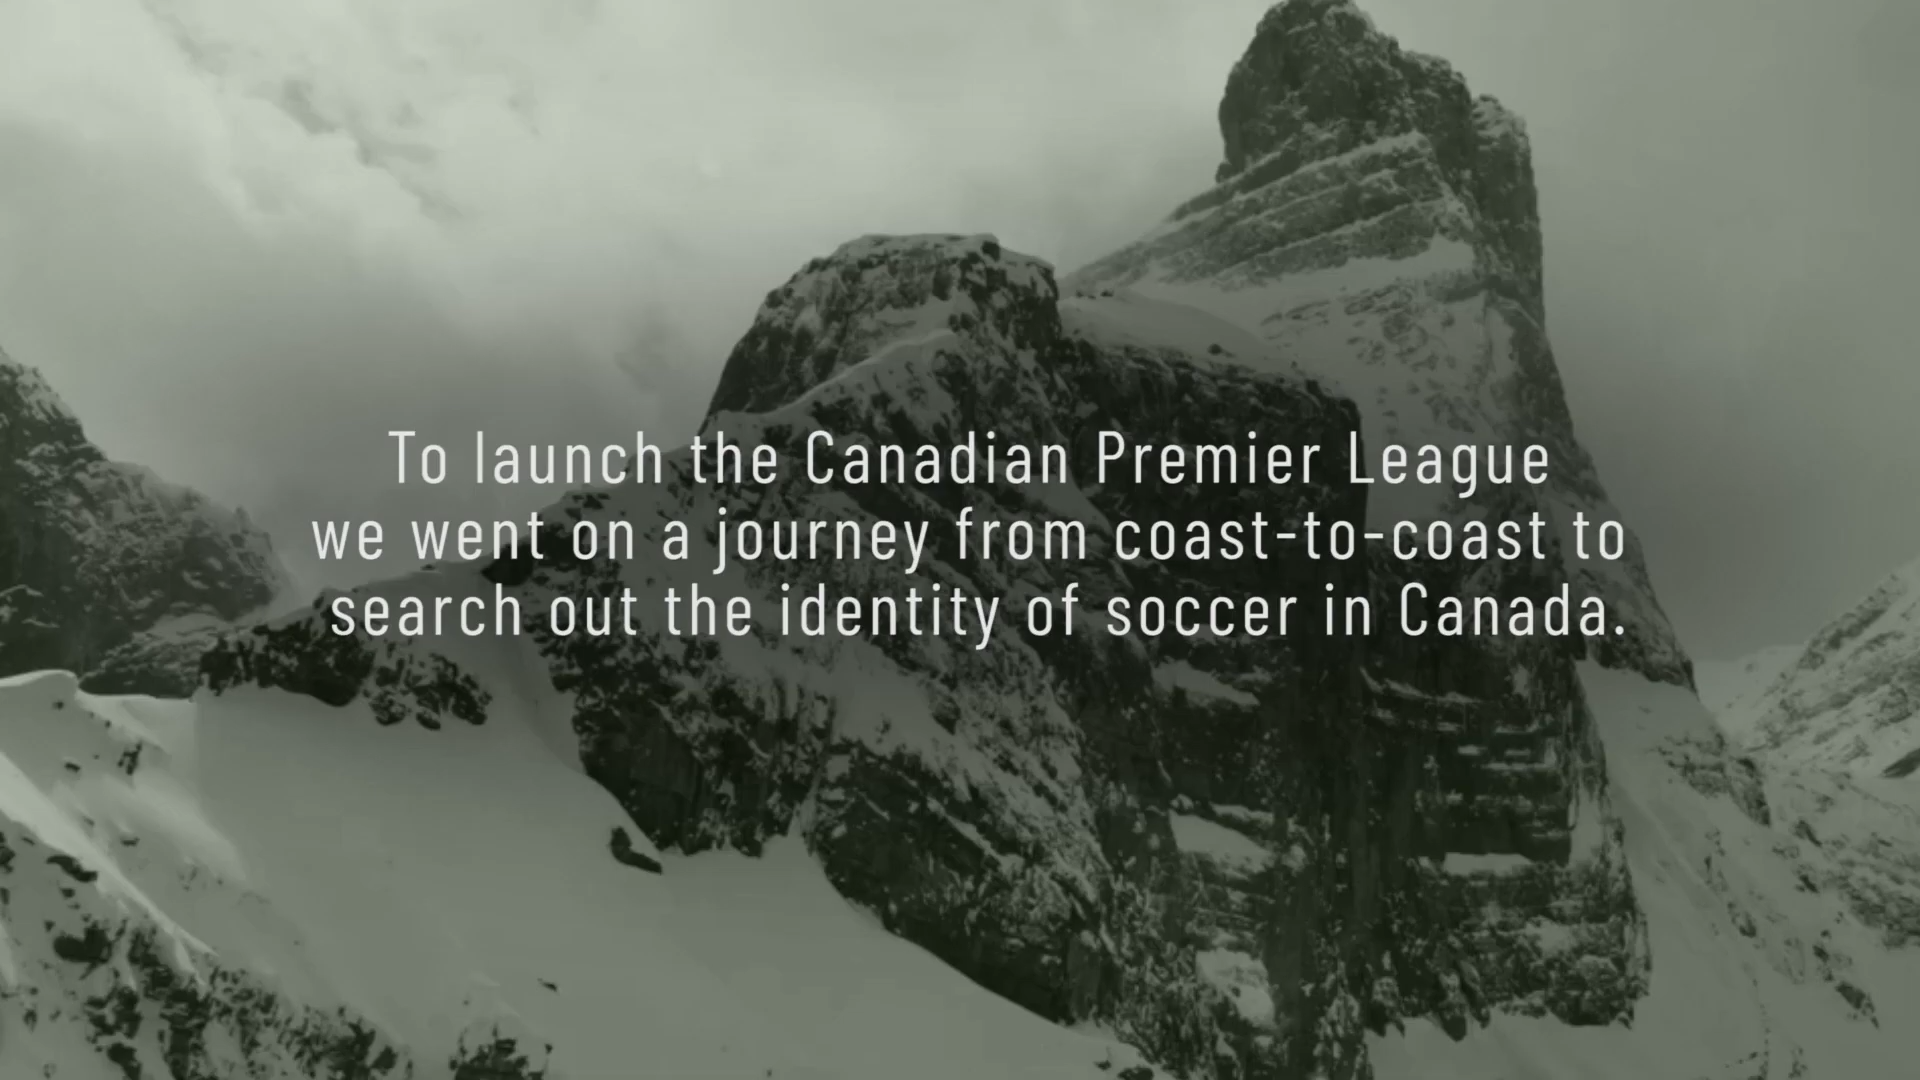 To launch the Canadian Premier League
we went on a journey from coast-to-coast to
search out the identity of soccer in Canada.